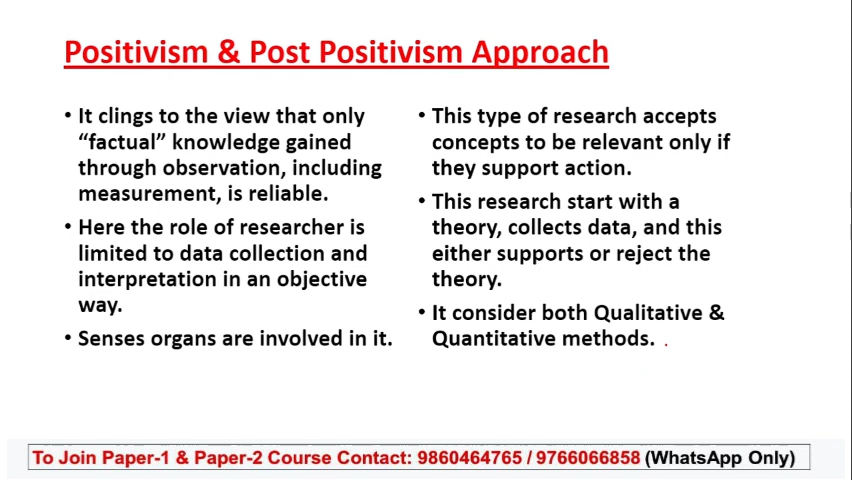 Positivism & Post Positivism Approach
• It clings to the view that only
“factual” knowledge gained
through observation, including
measurement, is reliable.
• Here the role of researcher is
limited to data collection and
interpretation in an objective
way.
• Senses organs are involved in it.
• This type of research accepts
concepts to be relevant only if
they support action.
• This research start with a
theory, collects data, and this
either supports or reject the
theory.
• It consider both Qualitative &
Quantitative methods.
To Join Paper-1 & Paper-2 Course Contact: 9860464765 / 9766066858 (WhatsApp Only)